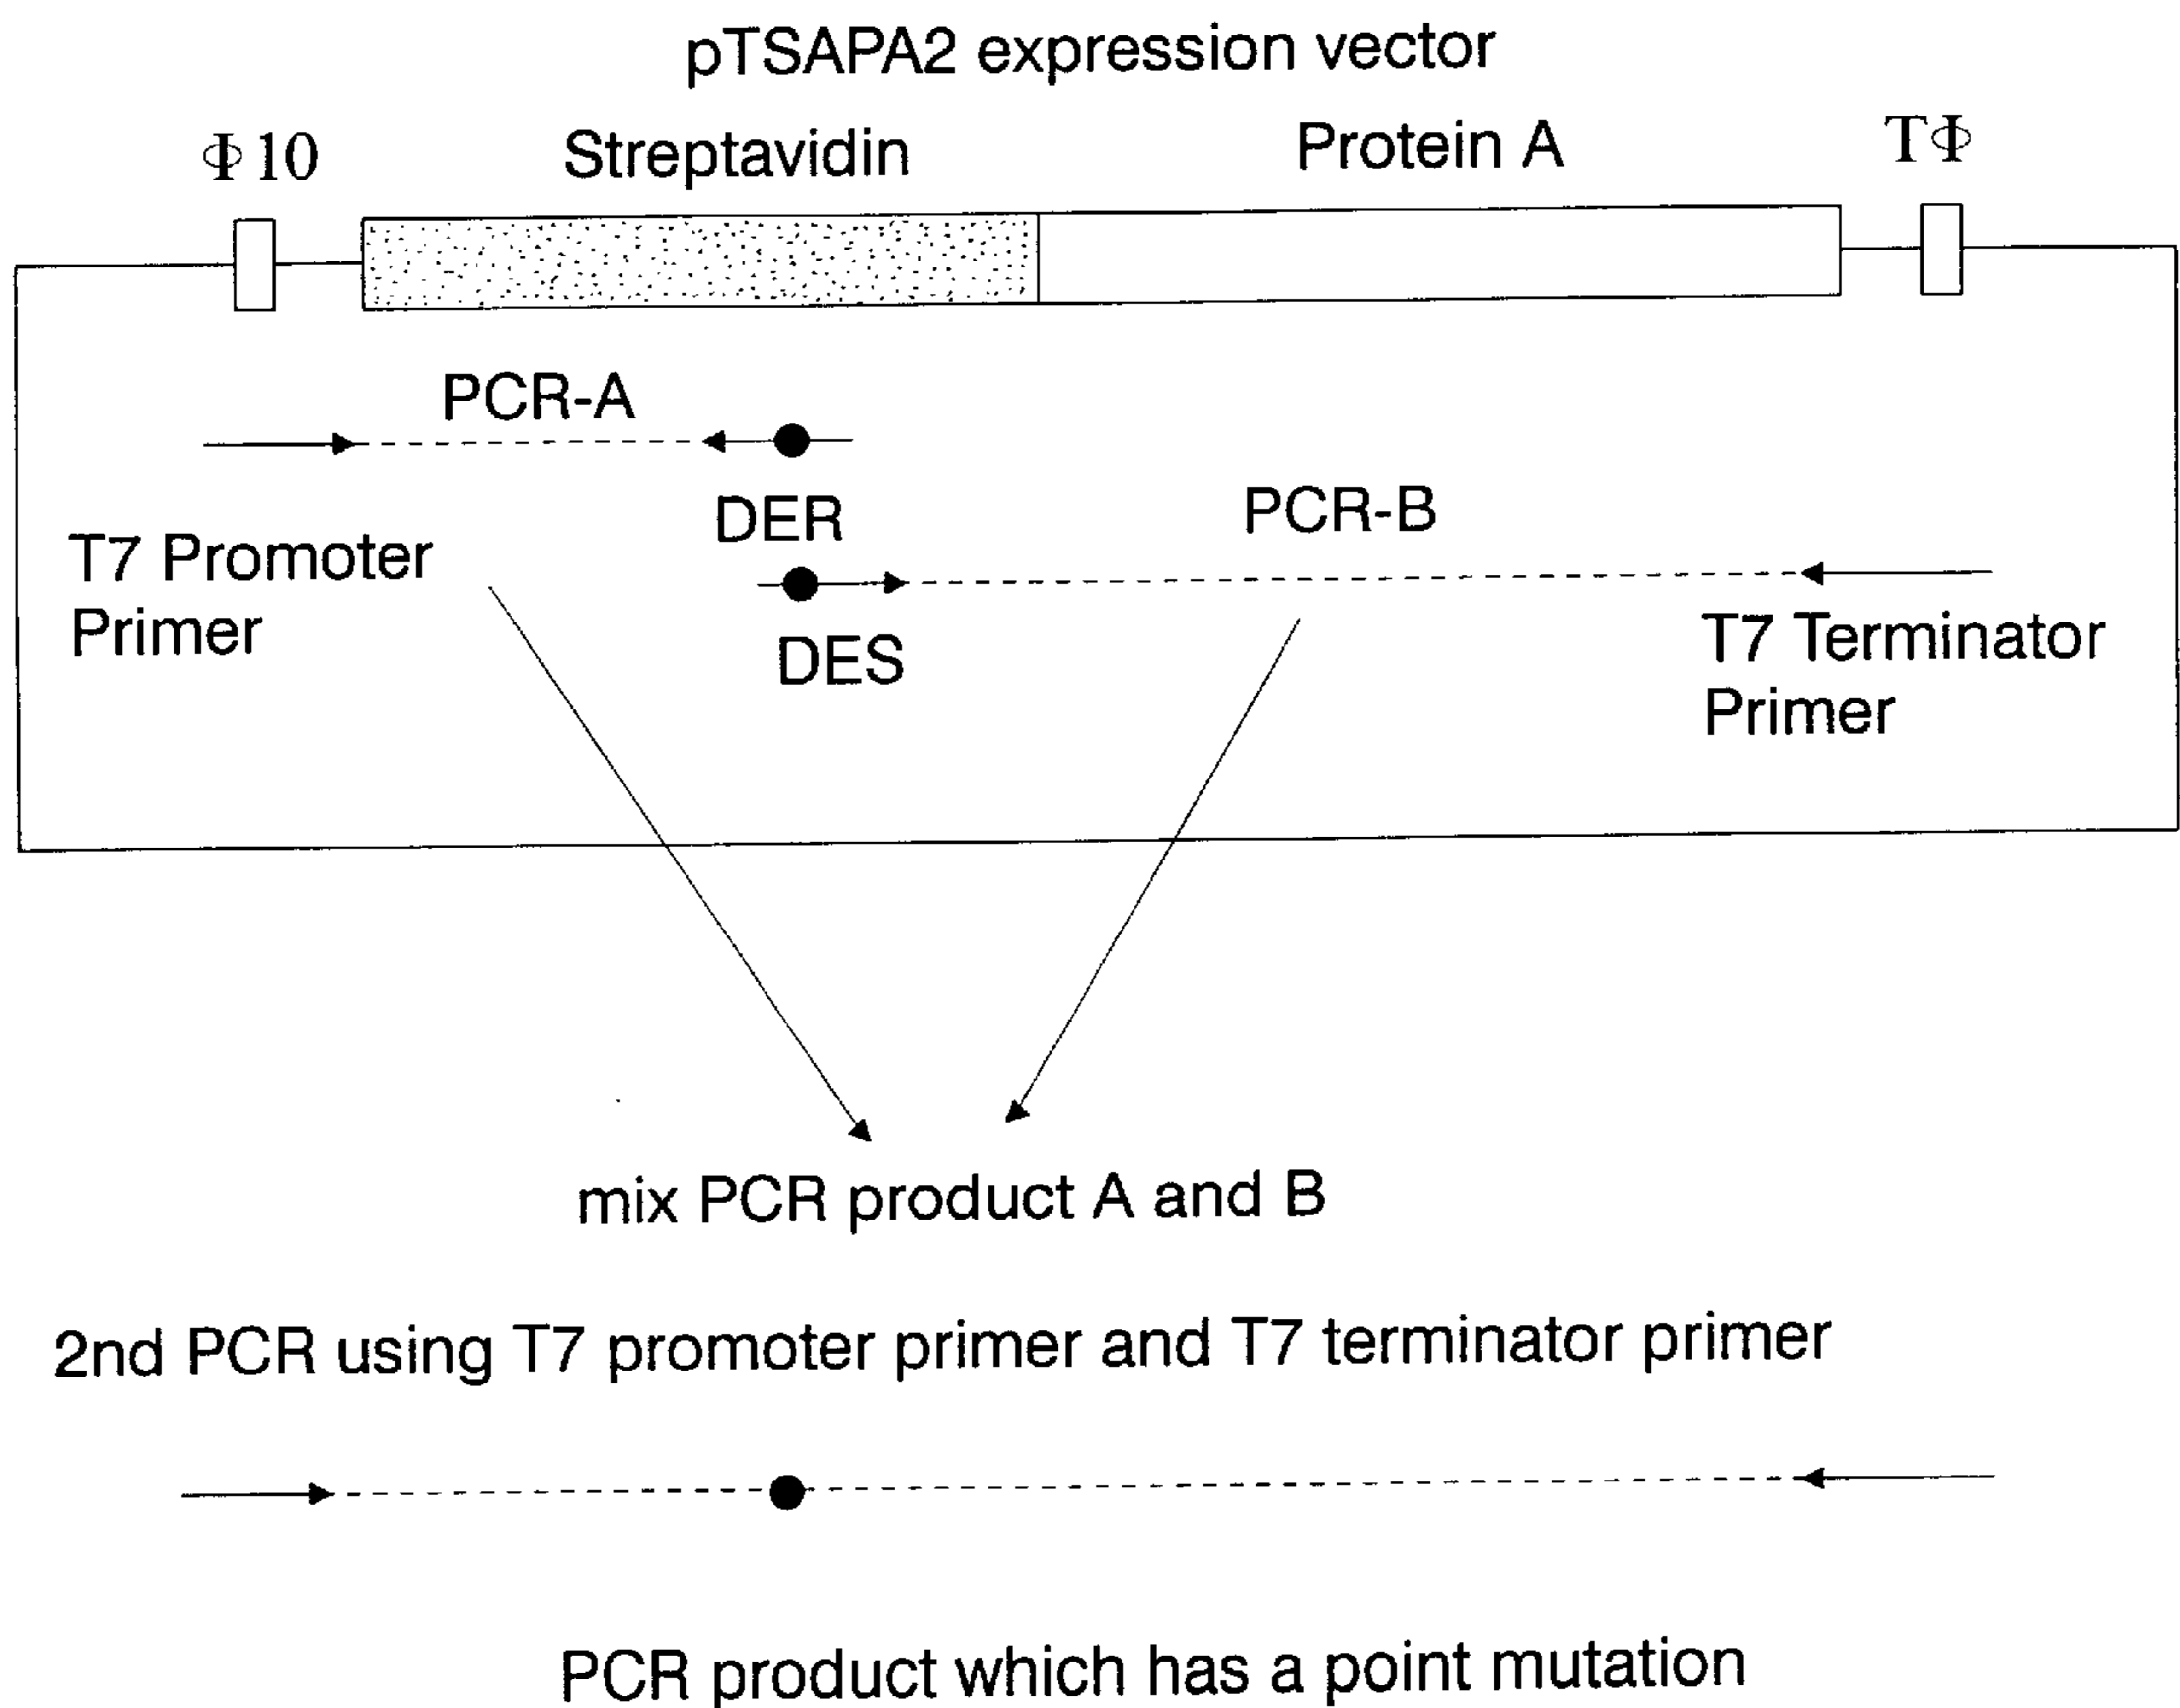 pTSAPA2 expression vector
Φ10
Streptavidin
Protein A
TΦ
PCR-A
DER
PCR-B
T7 Promoter
Primer
DES
T7 Terminator
Primer
mix PCR product A and B
2nd PCR using T7 promoter primer and T7 terminator primer
PCR product which has a point mutation